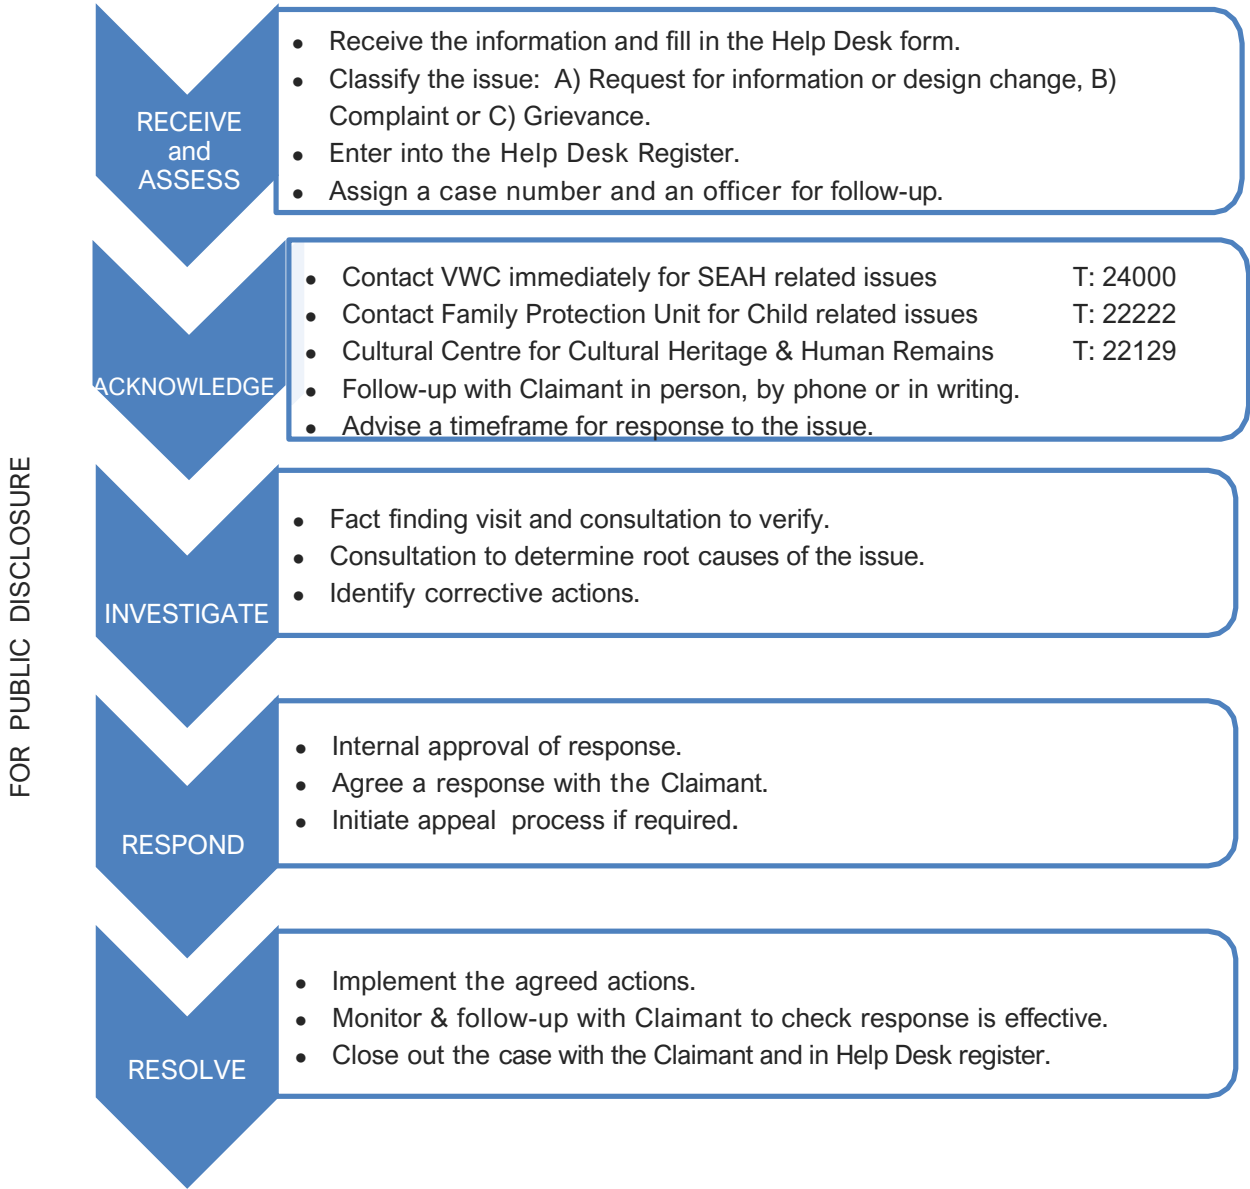 RECEIVE
and
ASSESS
• Receive the information and fill in the Help Desk form.
• Classify the issue: A) Request for information or design change, B)
Complaint or C) Grievance.
• Enter into the Help Desk Register.
• Assign a case number and an officer for follow-up.
ACKNOWLEDGE
• Contact VWC immediately for SEAH related issues T: 24000
• Contact Family Protection Unit for Child related issues T: 22222
• Cultural Centre for Cultural Heritage & Human Remains T: 22129
• Follow-up with Claimant in person, by phone or in writing.
• Advise a timeframe for response to the issue.
INVESTIGATE
• Fact finding visit and consultation to verify.
• Consultation to determine root causes of the issue.
• Identify corrective actions.
RESPOND
• Internal approval of response.
• Agree a response with the Claimant.
• Initiate appeal process if required.
RESOLVE
• Implement the agreed actions.
• Monitor & follow-up with Claimant to check response is effective.
• Close out the case with the Claimant and in Help Desk register.
FOR PUBLIC DISCLOSURE